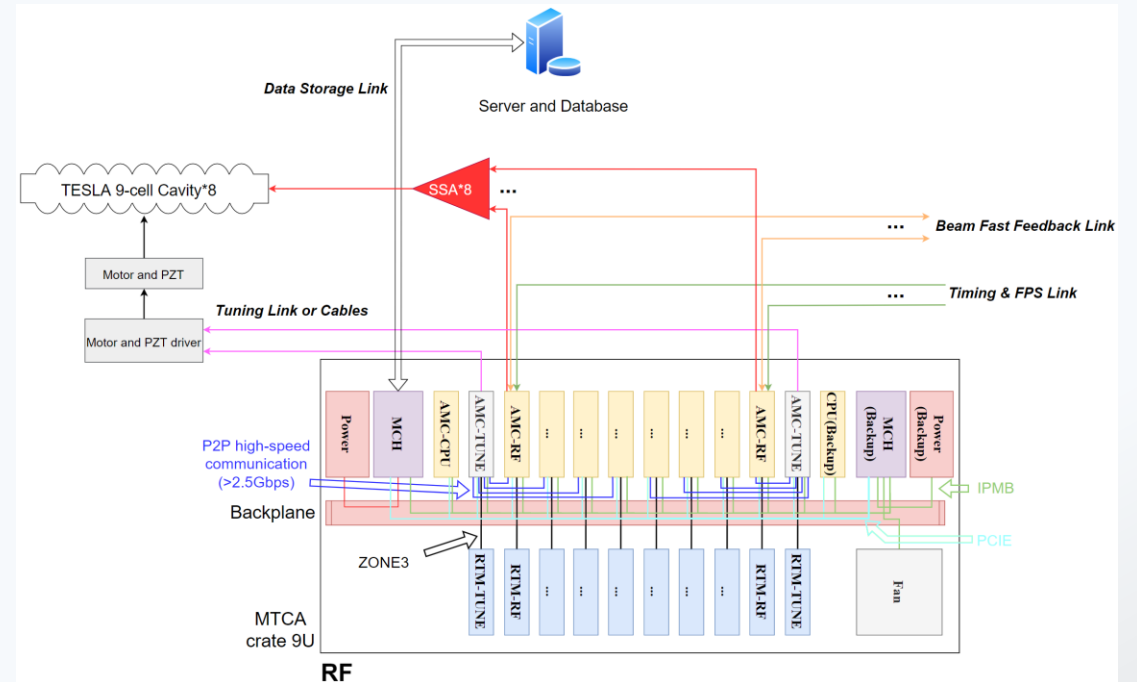 Data Storage Link
Server and Database
TESLA 9-cell Cavity*8
SSA*8
...
...
Beam Fast Feedback Link
Motor and PZT
...
Timing & FPS Link
Tuning Link or Cables
Motor and PZT driver
Power
MCH
AMC-CPU
AMC-TUNE
AMC-RF
...
...
...
...
...
...
AMC-RF
AMC-TUNE
CPU(Backup)
MCH
(Backup)
Power
(Backup)
P2P high-speed
communication
(>2.5Gbps)
IPMB
Backplane
PCIE
ZONE3
RTM-TUNE
RTM-RF
...
...
...
...
...
...
RTM-RF
RTM-TUNE
Fan
MTCA
crate 9U
RF